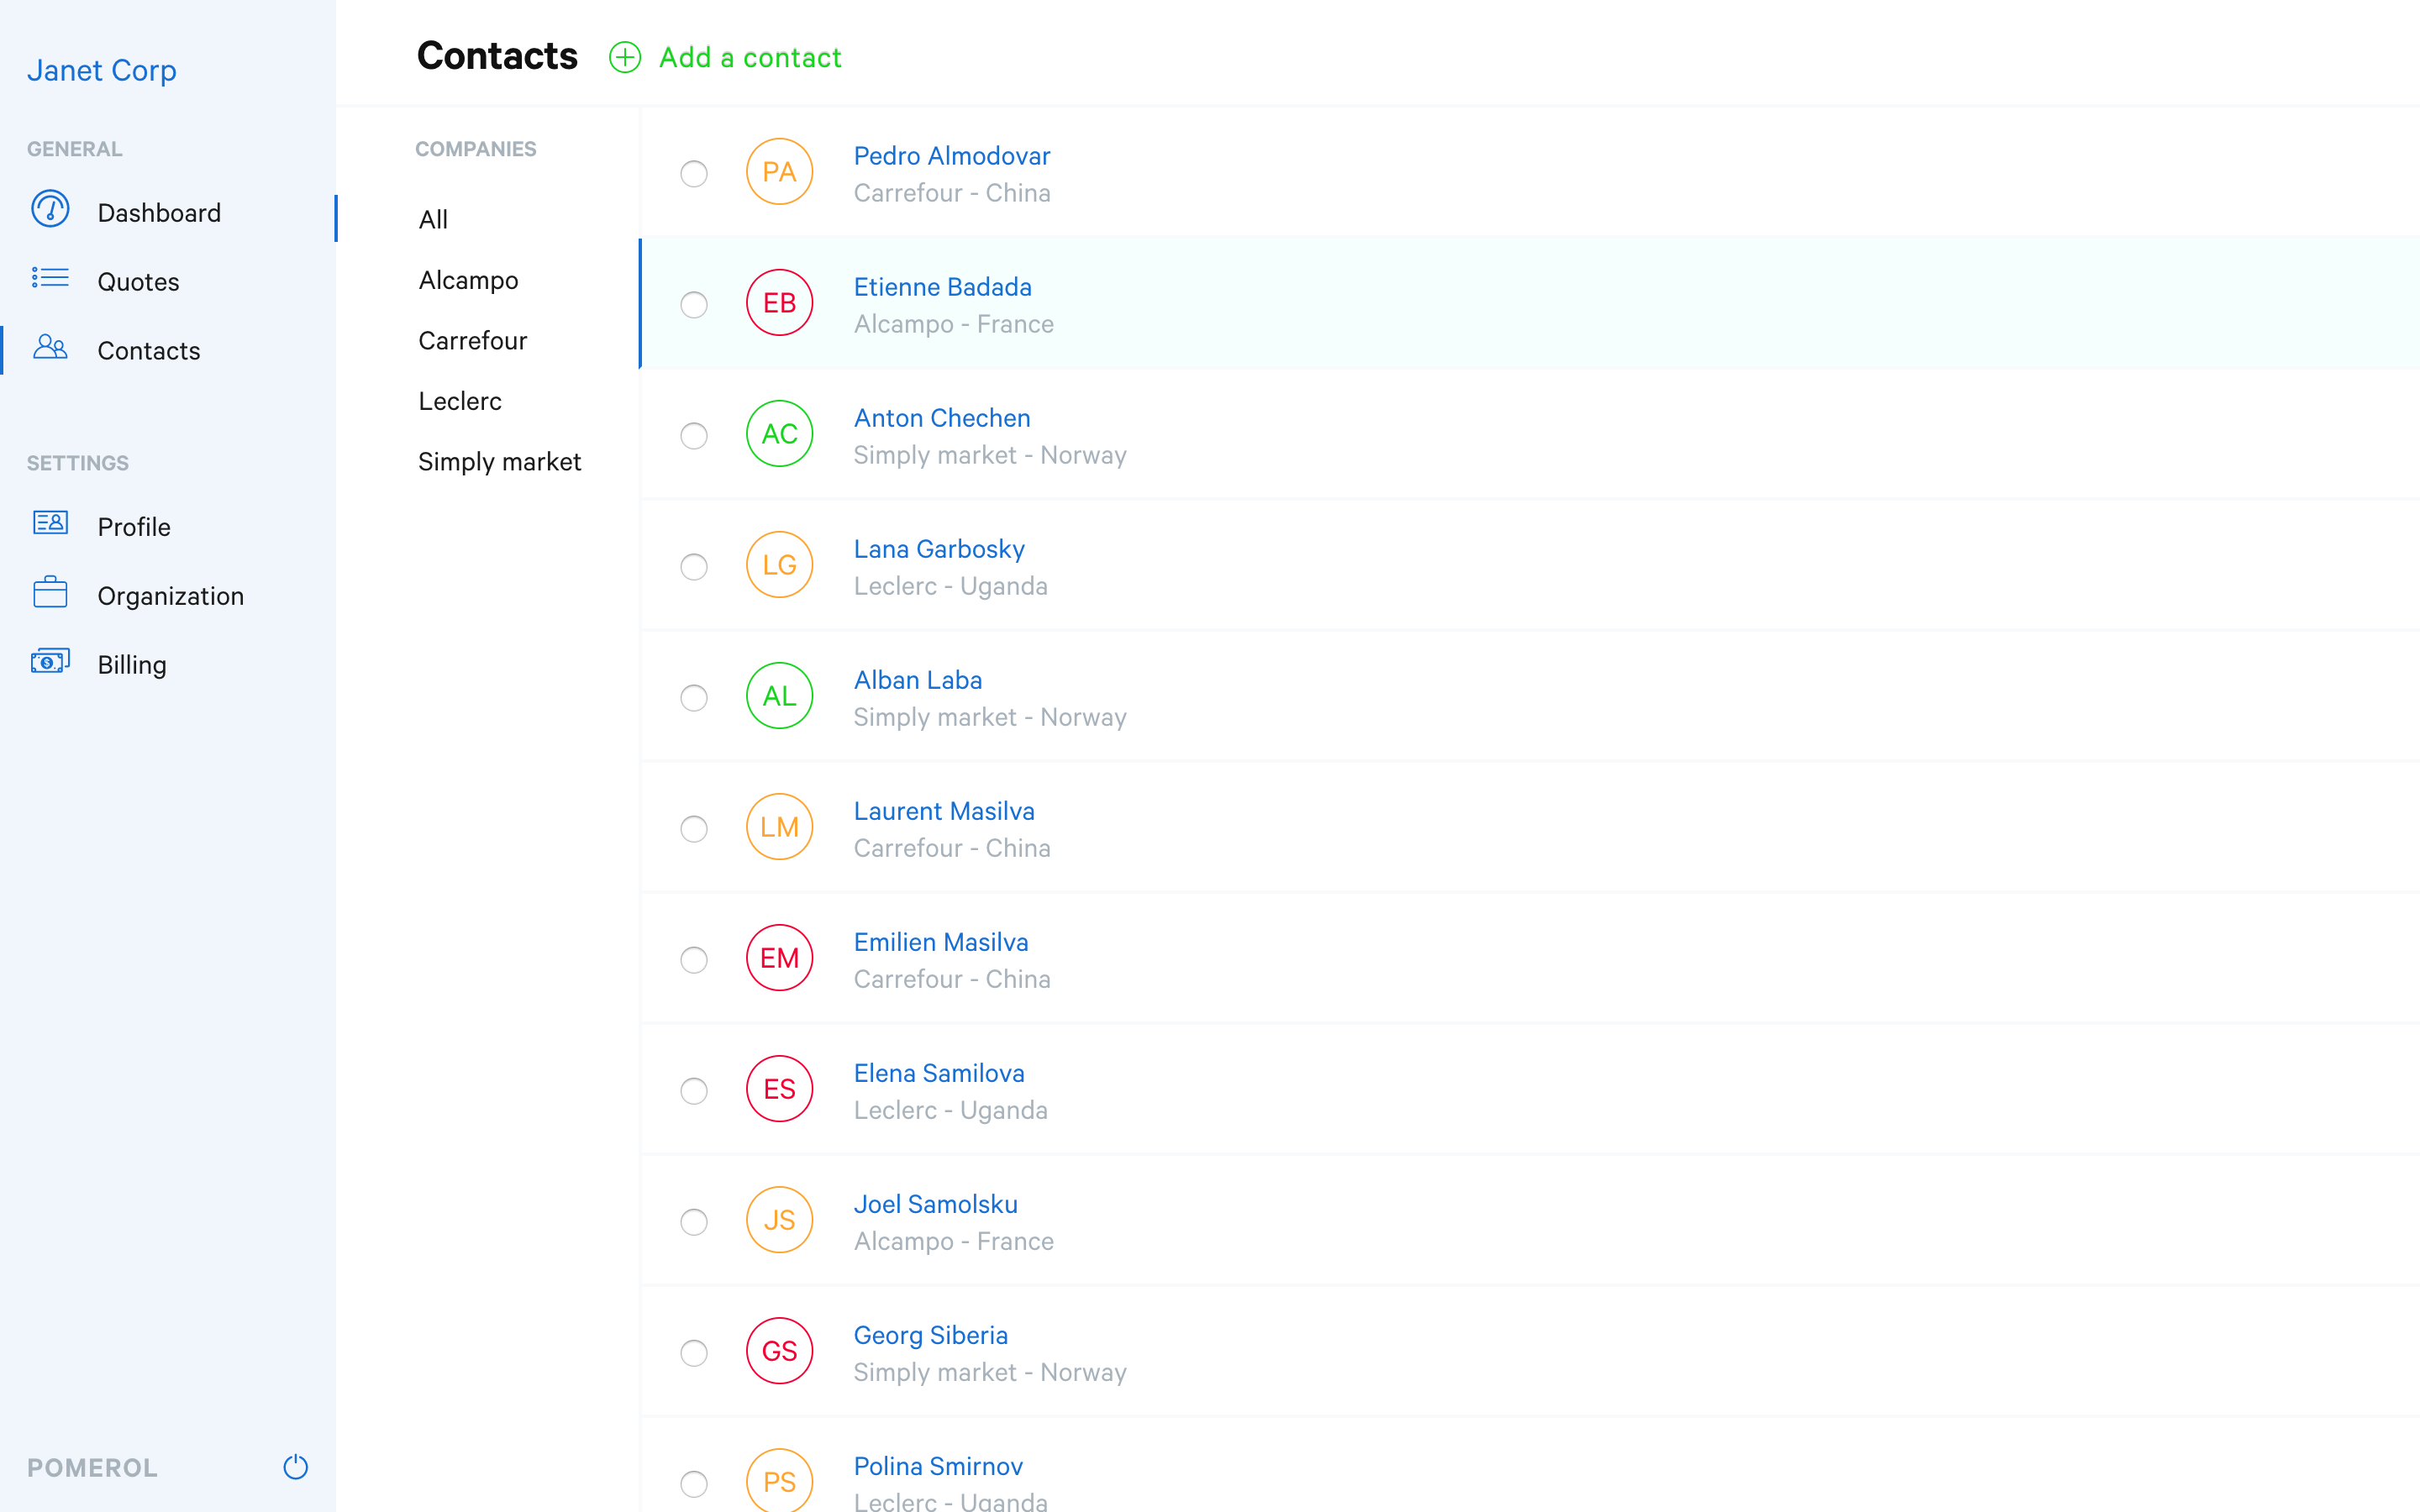 Janet Corp
GENERAL
Dashboard
Quotes
Contacts
SETTINGS
Profile
Organization
Billing
POMEROL
Contacts
Add a contact
COMPANIES
All
Alcampo
Carrefour
Leclerc
Simply market
PA
Pedro Almodovar
Carrefour - China
EB
Etienne Badada
Alcampo - France
AC
Anton Chechen
Simply market - Norway
LG
Lana Garbosky
Leclerc - Uganda
AL
Alban Laba
Simply market - Norway
LM
Laurent Masilva
Carrefour - China
EM
Emilien Masilva
Carrefour - China
ES
Elena Samilova
Leclerc - Uganda
JS
Joel Samolsku
Alcampo - France
GS
Georg Siberia
Simply market - Norway
PS
Polina Smirnov
Leclerc - Uganda